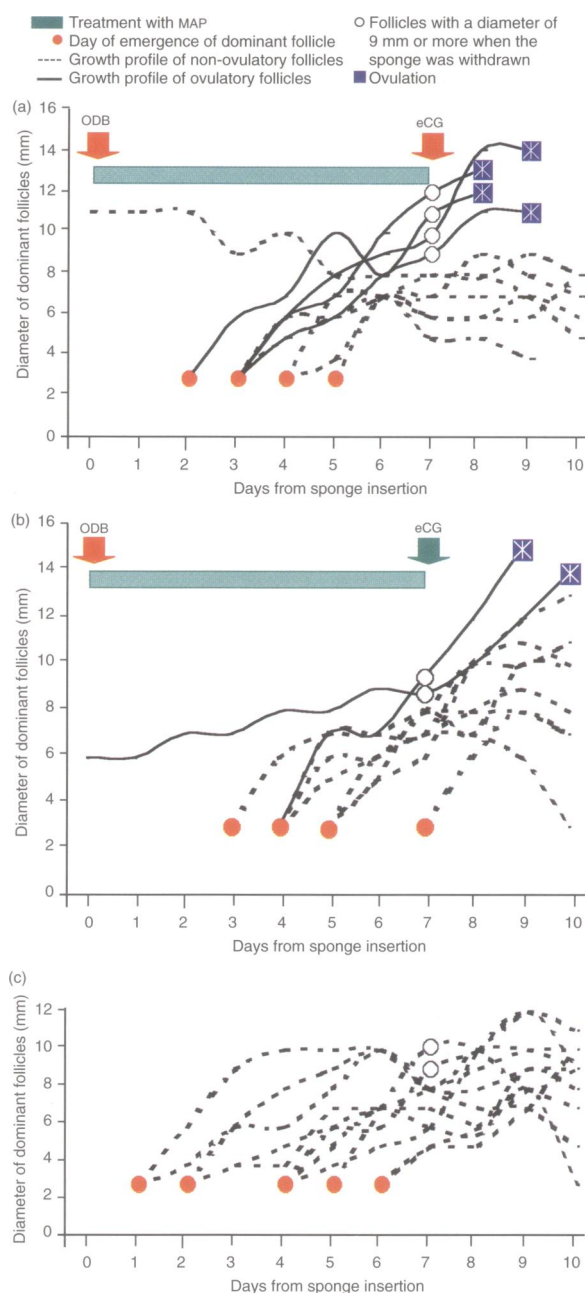 Treatment with MAP
Day of emergence of dominant follicle
Growth profile of non-ovulatory follicles
Growth profile of ovulatory follicles
Follicles with a diameter of
9 mm or more when the
sponge was withdrawn
Ovulation
(a)
16
14
12
10
8
6
4
2
0
Diameter of dominant follicles (mm)
ODB
eCG
0 1 2 3 4 5 6 7 8 9 10
Days from sponge insertion
(b)
16
14
12
10
8
6
4
2
0
Diameter of dominant follicles (mm)
ODB
eCG
0 1 2 3 4 5 6 7 8 9 10
Days from sponge insertion
(c)
12
10
8
6
4
2
0
Diameter of dominant follicles (mm)
0 1 2 3 4 5 6 7 8 9 10
Days from sponge insertion